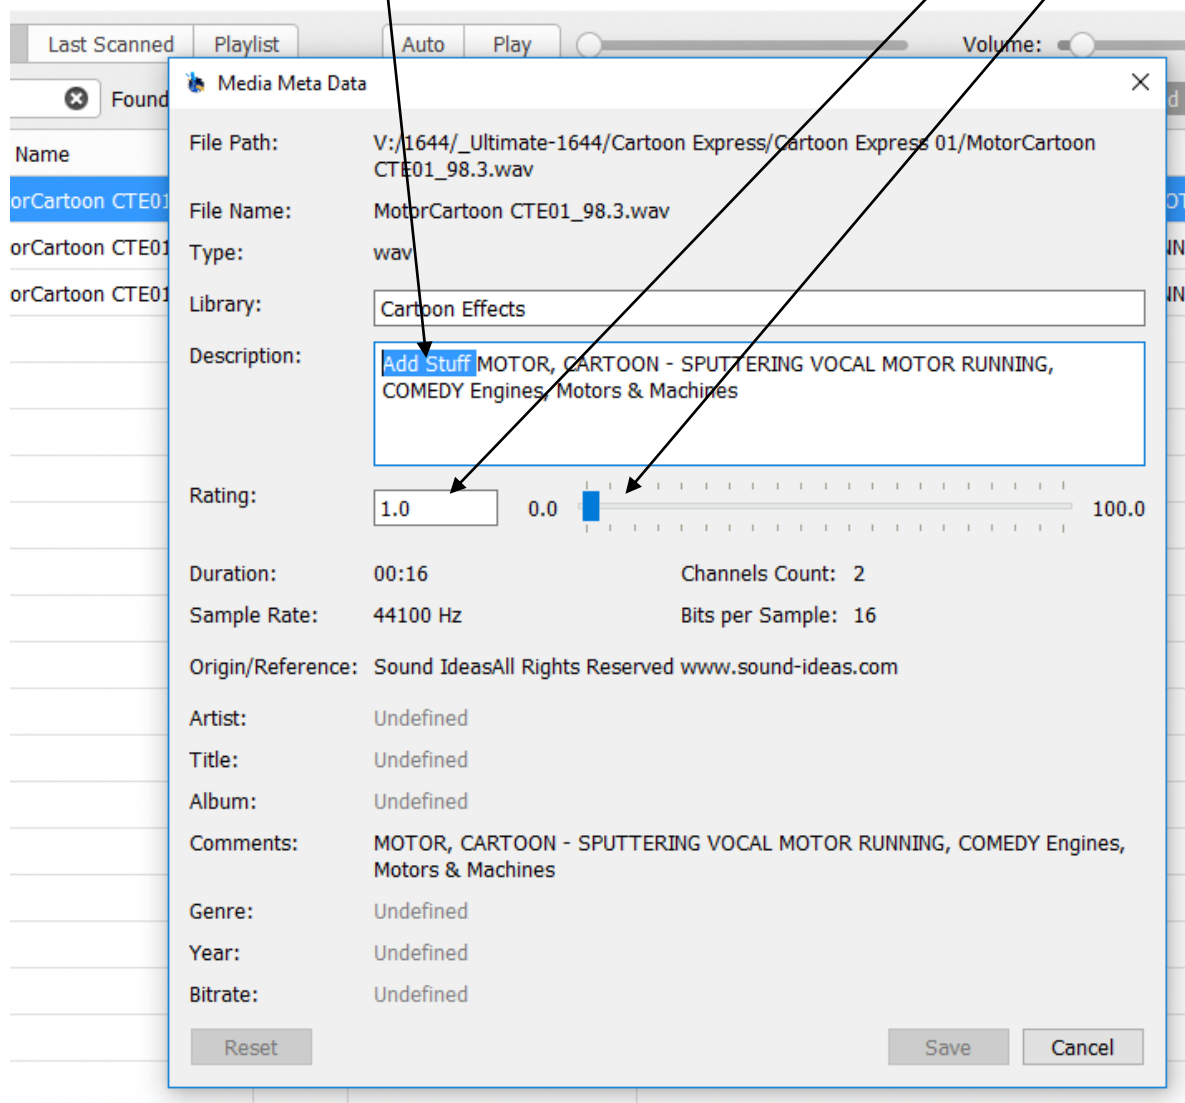 Last Scanned Playlist Auto Play Volume:
Found
Media Meta Data
Name
File Path: V:/1644/_Ultimate-1644/Cartoon Express/Cartoon Express 01/MotorCartoon
CTE01_98.3.wav
orCartoon CTE01
File Name: MotorCartoon CTE01_98.3.wav
orCartoon CTE01
Type: wav
orCartoon CTE01
Library: Cartoon Effects
Description: Add Stuff MOTOR, CARTOON - SPUTTERING VOCAL MOTOR RUNNING,
COMEDY Engines, Motors & Machines
Rating: 1.0 0.0 100.0
Duration: 00:16 Channels Count: 2
Sample Rate: 44100 Hz Bits per Sample: 16
Origin/Reference: Sound IdeasAll Rights Reserved www.sound-ideas.com
Artist: Undefined
Title: Undefined
Album: Undefined
Comments: MOTOR, CARTOON - SPUTTERING VOCAL MOTOR RUNNING, COMEDY Engines,
Motors & Machines
Genre: Undefined
Year: Undefined
Bitrate: Undefined
Reset Save Cancel